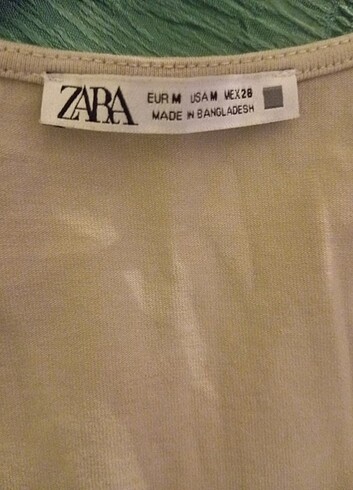 ZARA
EUR M USA M MEX 28
MADE IN BANGLADESH